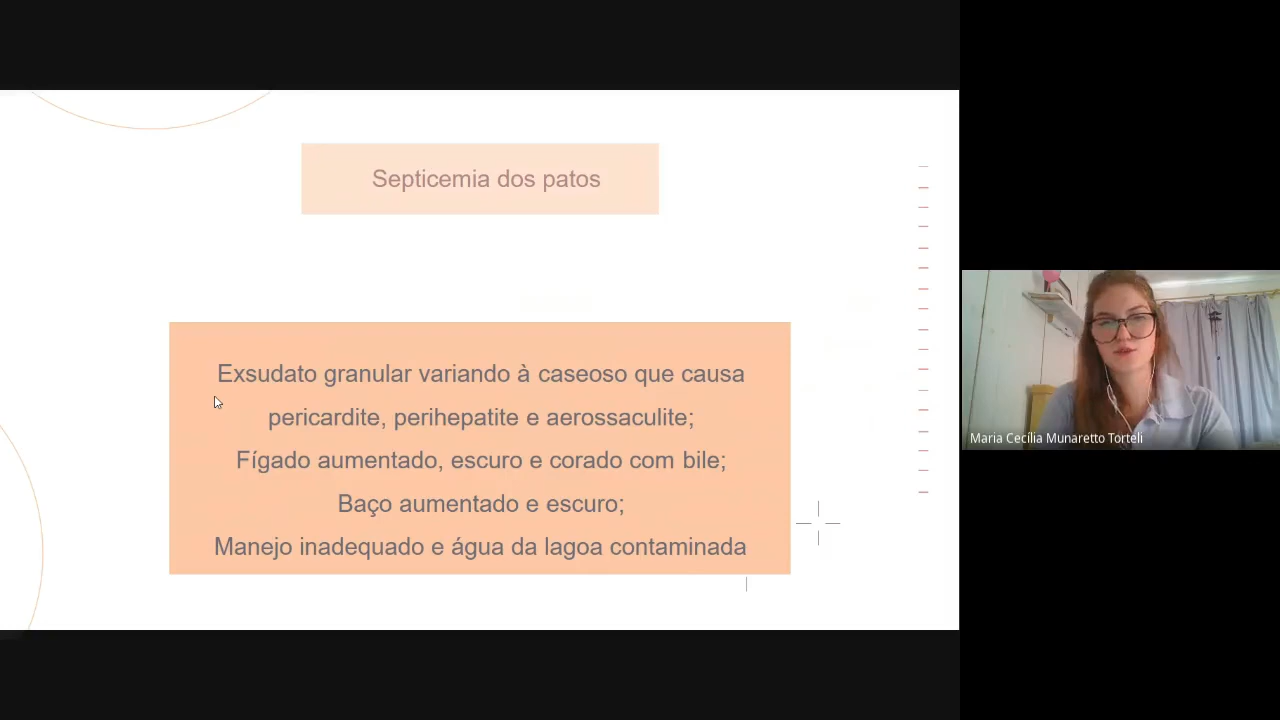 Septicemia dos patos
Exsudato granular variando à caseoso que causa
pericardite, perihepatite e aerossaculite;
Fígado aumentado, escuro e corado com bile;
Baço aumentado e escuro;
Manejo inadequado e água da lagoa contaminada
Maria Cecília Munaretto Torteli